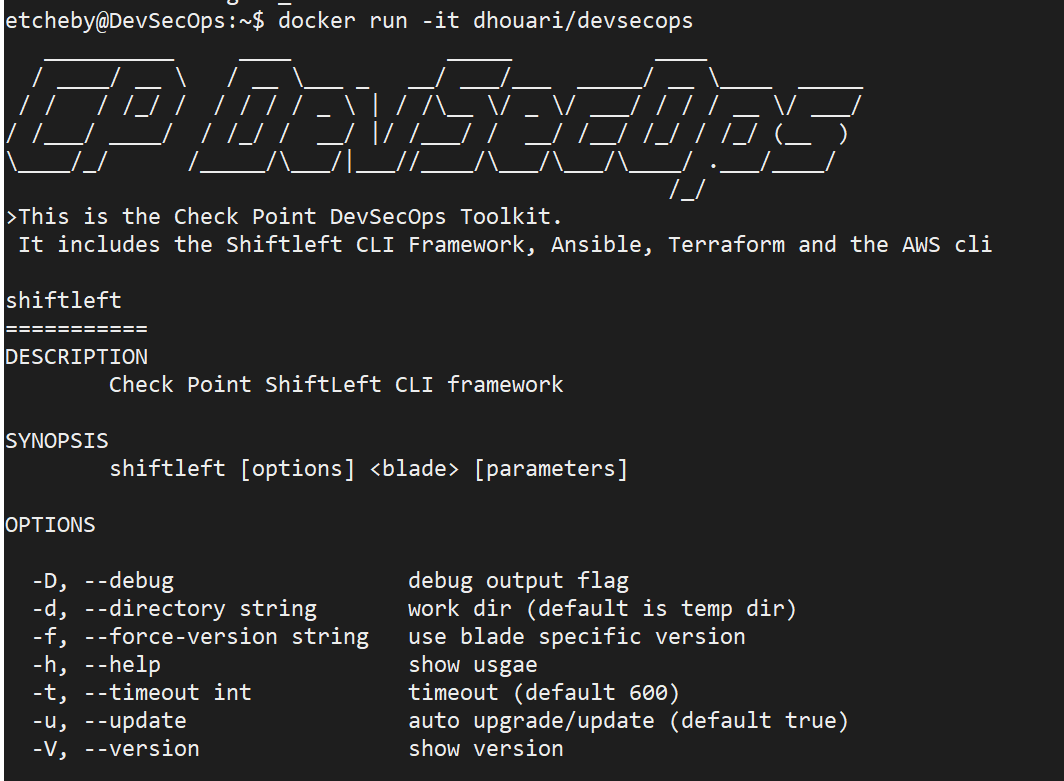 etcheby@DevSecOps:~$ docker run -it dhouari/devsecops
CP DevSecOps
>This is the Check Point DevSecOps Toolkit.
It includes the Shiftleft CLI Framework, Ansible, Terraform and the AWS cli
shiftleft
===========
DESCRIPTION
Check Point ShiftLeft CLI framework
SYNOPSIS
shiftleft [options] <blade> [parameters]
OPTIONS
-D, --debug debug output flag
-d, --directory string work dir (default is temp dir)
-f, --force-version string use blade specific version
-h, --help show usgae
-t, --timeout int timeout (default 600)
-u, --update auto upgrade/update (default true)
-V, --version show version